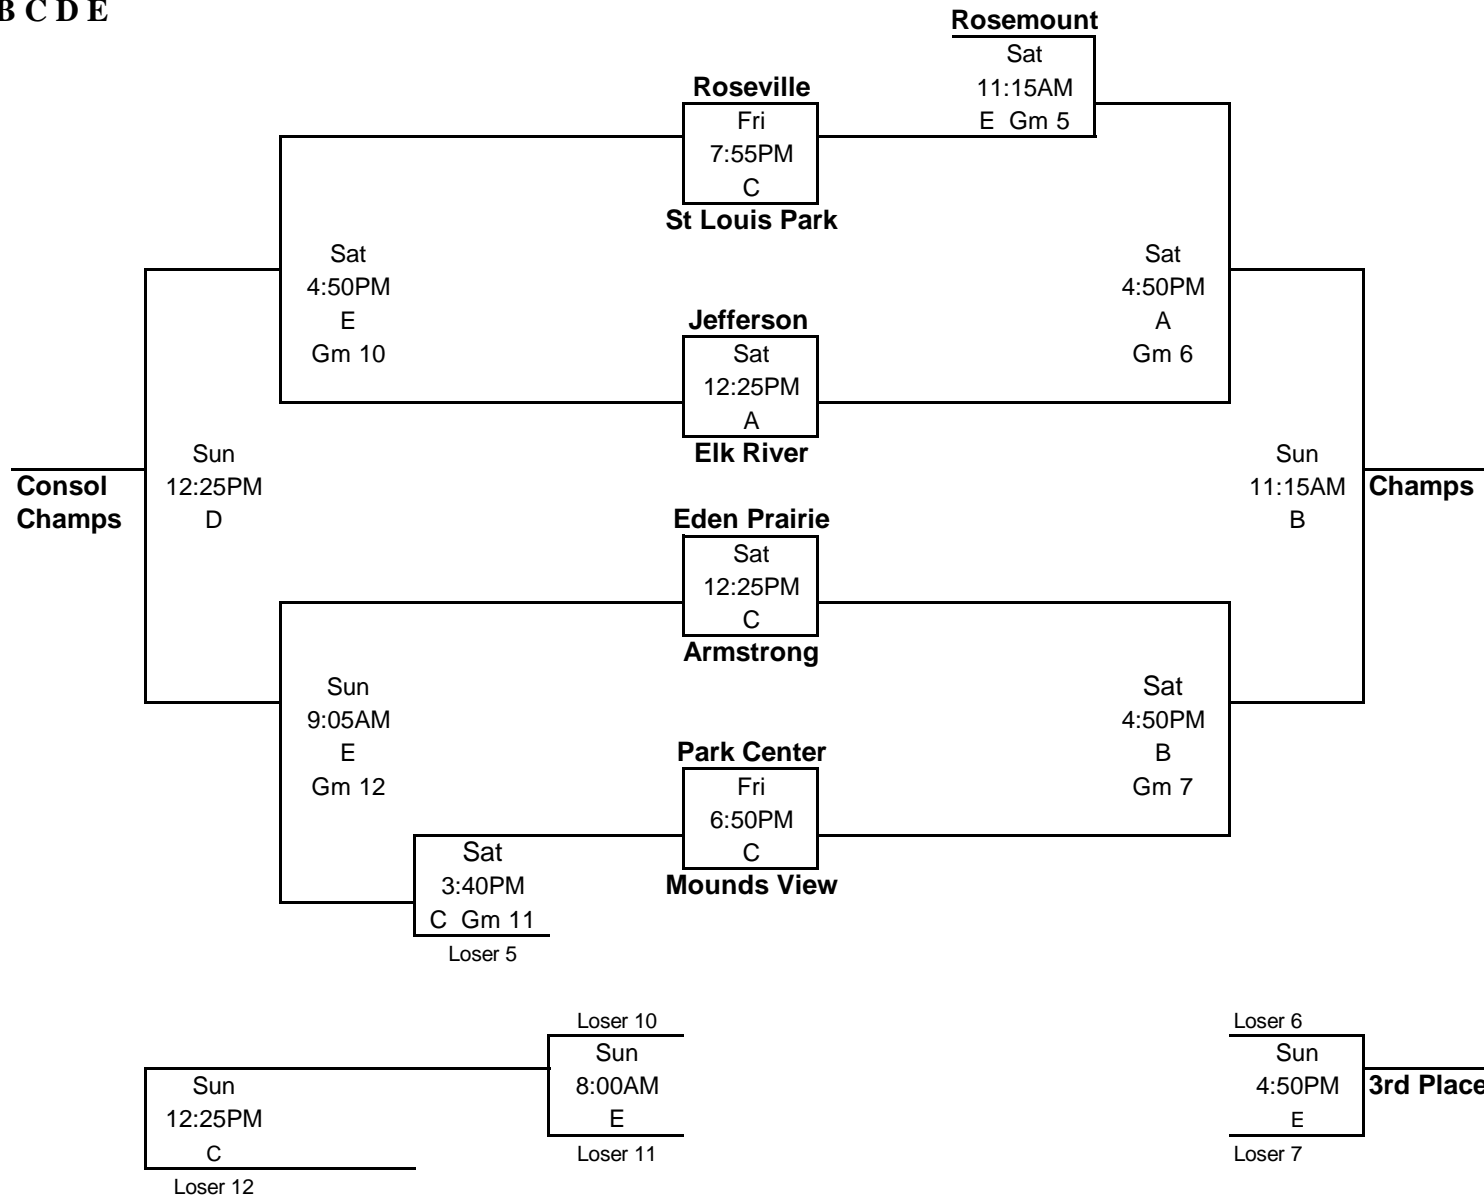 B C D E
Rosemount
Sat
11:15AM
E Gm 5
Roseville
Fri
7:55PM
C
St Louis Park
Sat
4:50PM
E
Gm 10
Sat
4:50PM
A
Gm 6
Jefferson
Sat
12:25PM
A
Elk River
Consol
Champs
Sun
12:25PM
D
Sun
11:15AM
B
Champs
Eden Prairie
Sat
12:25PM
C
Armstrong
Sun
9:05AM
E
Gm 12
Sat
4:50PM
B
Gm 7
Park Center
Fri
6:50PM
C
Mounds View
Sat
3:40PM
C Gm 11
Loser 5
Loser 10
Sun
8:00AM
E
Loser 11
Sun
12:25PM
C
Loser 12
Loser 6
Sun
4:50PM
E
Loser 7
3rd Place